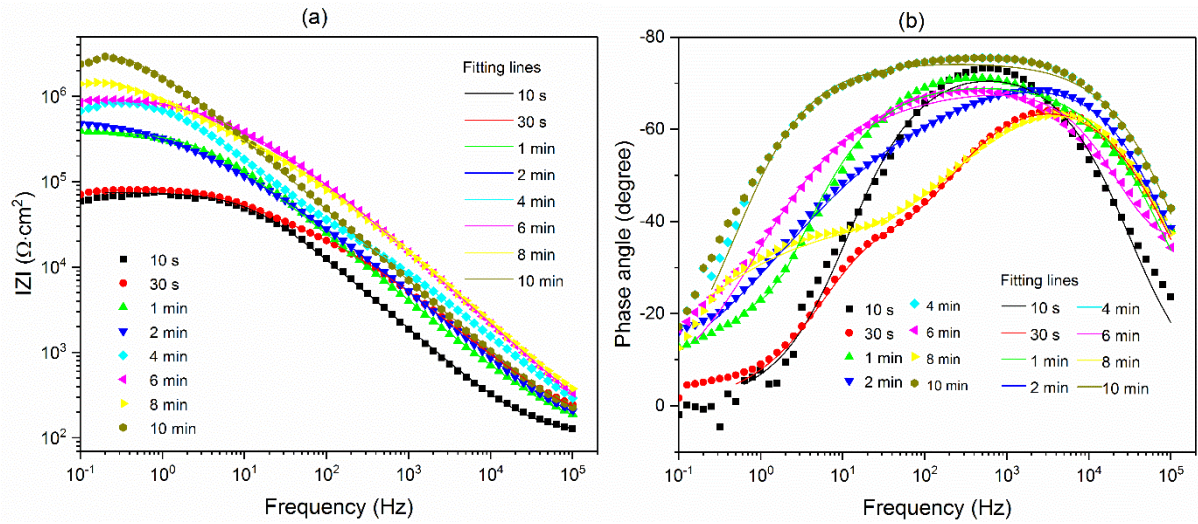 (a)
IZI (Ω·cm²)
10⁶
10⁵
10⁴
10³
10²
10⁻¹ 10⁰ 10¹ 10² 10³ 10⁴ 10⁵
Frequency (Hz)
Fitting lines
10 s
30 s
1 min
2 min
4 min
6 min
8 min
10 min
10 s
30 s
1 min
2 min
4 min
6 min
8 min
10 min
(b)
Phase angle (degree)
-80
-60
-40
-20
0
10⁻¹ 10⁰ 10¹ 10² 10³ 10⁴ 10⁵
Frequency (Hz)
10 s 4 min
30 s 6 min
1 min 8 min
2 min 10 min
Fitting lines
10 s 4 min
30 s 6 min
1 min 8 min
2 min 10 min